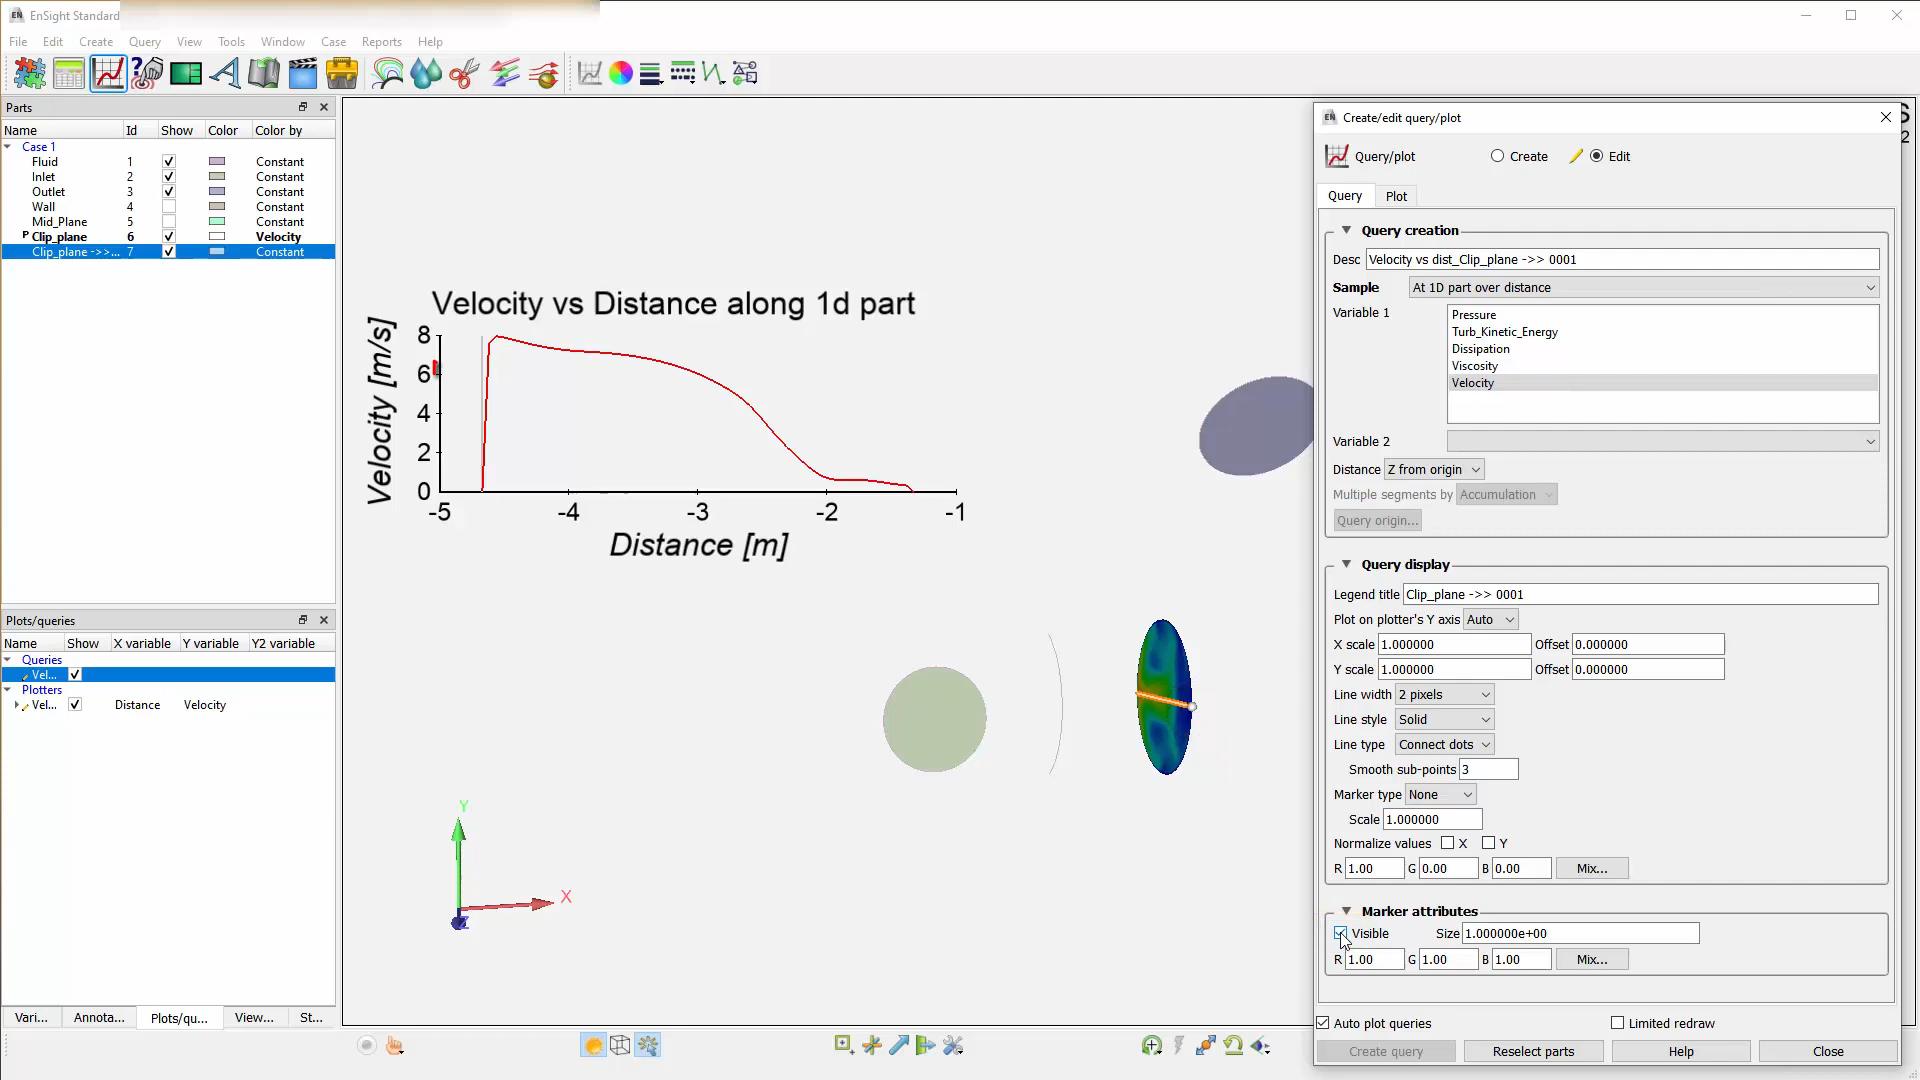 EN EnSight Standard
File Edit Create Query View Tools Window Case Reports Help
Parts
Name Id Show Color Color by
Case 1
Fluid 1 Constant
Inlet 2 Constant
Outlet 3 Constant
Wall 4 Constant
Mid_Plane 5 Constant
P Clip_plane 6 Velocity
Clip_plane ->>... 7 Constant
Plots/queries
Name Show X variable Y variable Y2 variable
Queries
Vel...
Plotters
Vel... Distance Velocity
Vari... Annota... Plots/qu... View... St...
Velocity vs Distance along 1d part
Velocity [m/s]
8
6
4
2
0
-5 -4 -3 -2 -1
Distance [m]
Y
X
Z
S
2
EN Create/edit query/plot
Query/plot Create Edit
Query Plot
Query creation
Desc Velocity vs dist_Clip_plane ->> 0001
Sample At 1D part over distance
Variable 1
Pressure
Turb_Kinetic_Energy
Dissipation
Viscosity
Velocity
Variable 2
Distance Z from origin
Multiple segments by Accumulation
Query origin...
Query display
Legend title Clip_plane ->> 0001
Plot on plotter's Y axis Auto
X scale 1.000000 Offset 0.000000
Y scale 1.000000 Offset 0.000000
Line width 2 pixels
Line style Solid
Line type Connect dots
Smooth sub-points 3
Marker type None
Scale 1.000000
Normalize values X Y
R 1.00 G 0.00 B 0.00 Mix...
Marker attributes
Visible Size 1.000000e+00
R 1.00 G 1.00 B 1.00 Mix...
Auto plot queries Limited redraw
Create query Reselect parts Help Close